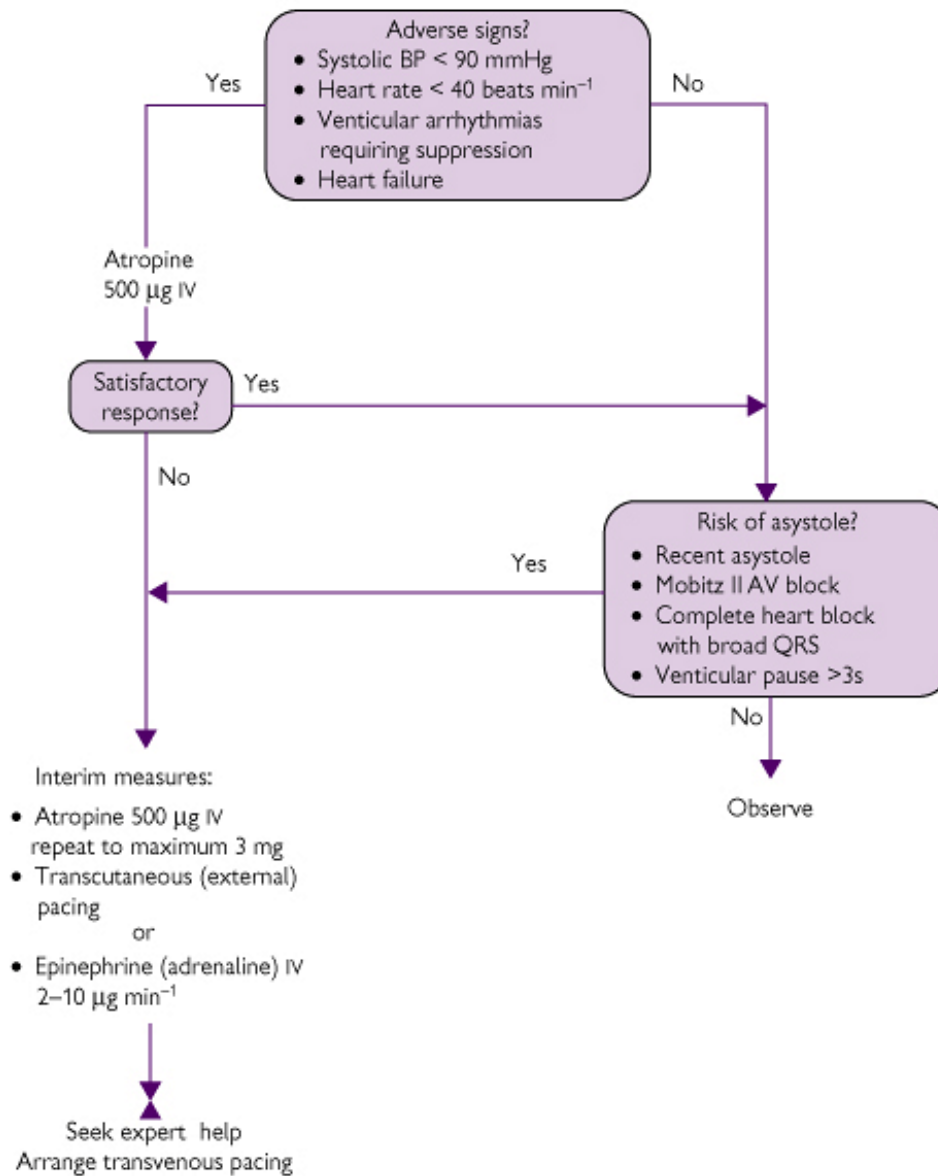 Adverse signs?
• Systolic BP < 90 mmHg
• Heart rate < 40 beats min⁻¹
• Venticular arrhythmias
requiring suppression
• Heart failure
Yes
No
Atropine
500 µg IV
Satisfactory
response?
Yes
No
Risk of asystole?
• Recent asystole
• Mobitz II AV block
• Complete heart block
with broad QRS
• Venticular pause >3s
Yes
No
Observe
Interim measures:
• Atropine 500 µg IV
repeat to maximum 3 mg
• Transcutaneous (external)
pacing
or
• Epinephrine (adrenaline) IV
2–10 µg min⁻¹
Seek expert help
Arrange transvenous pacing